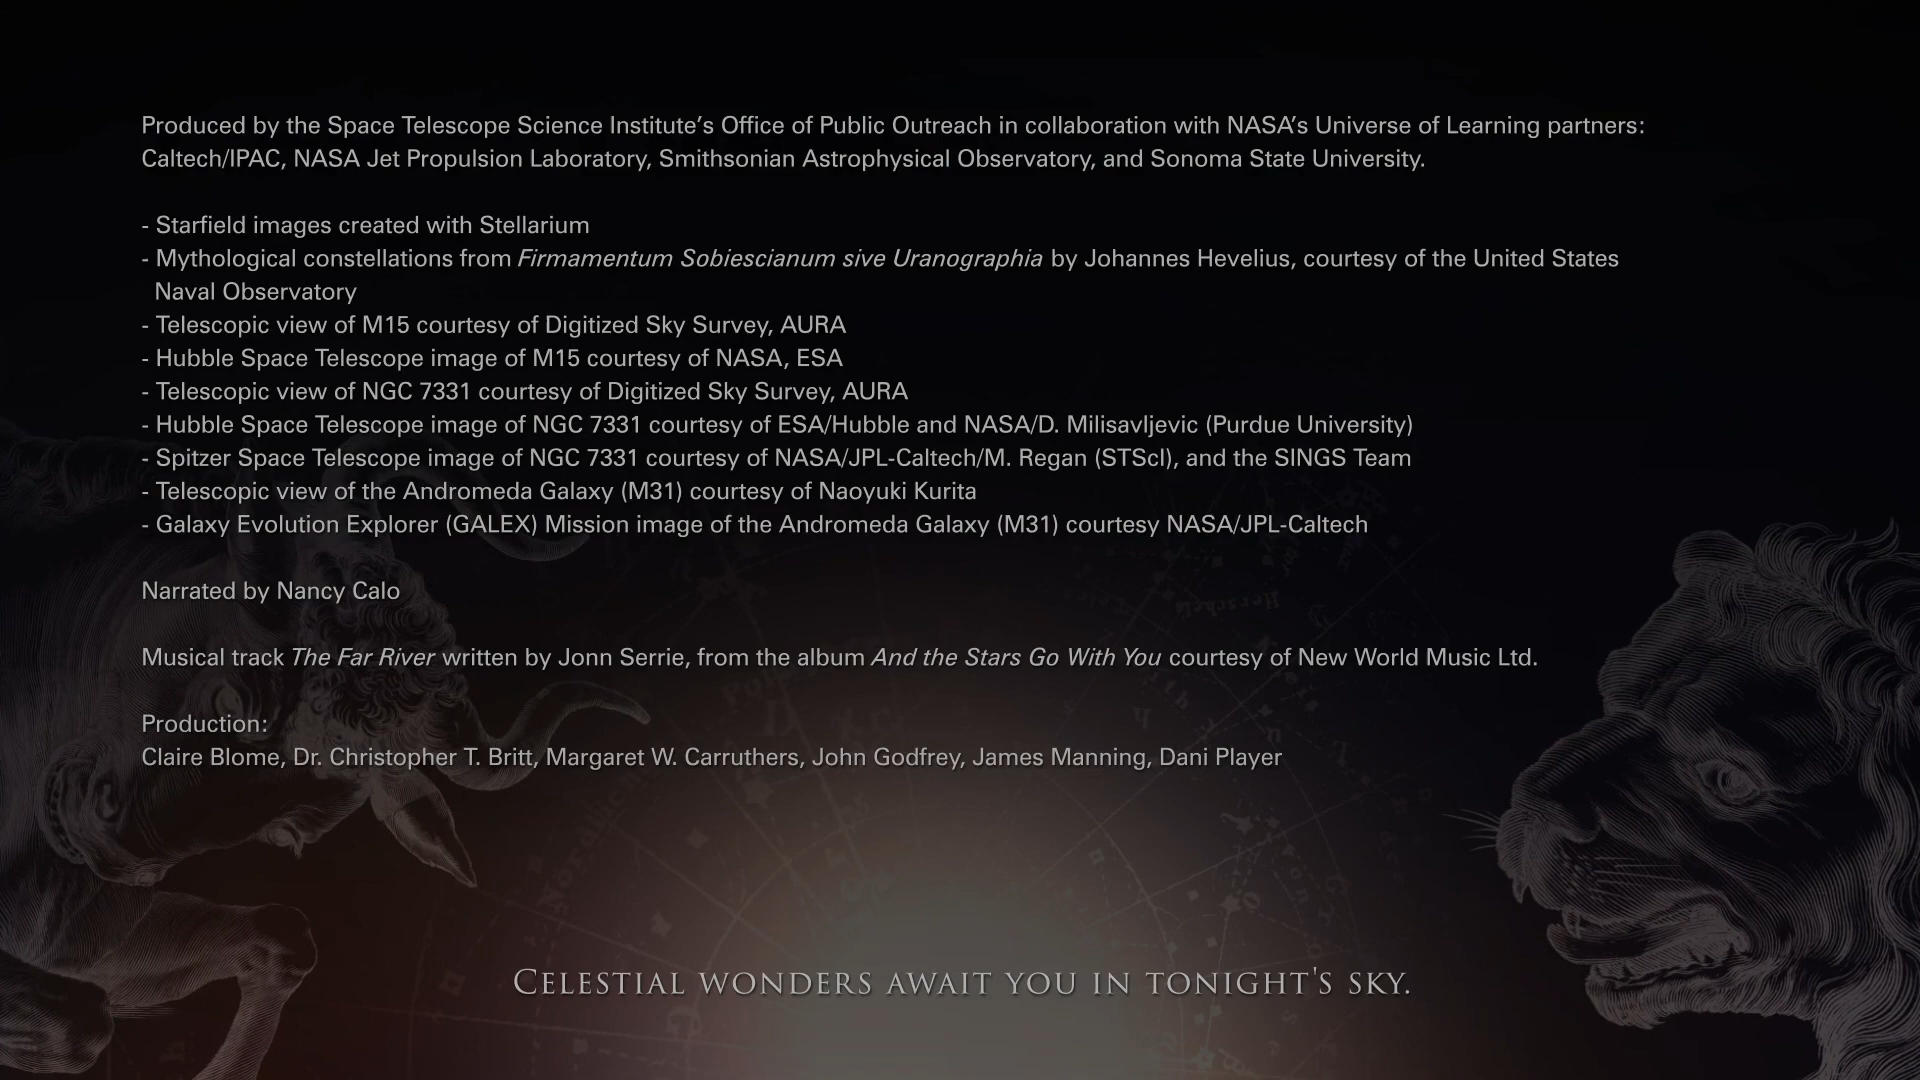 Produced by the Space Telescope Science Institute’s Office of Public Outreach in collaboration with NASA’s Universe of Learning partners:
Caltech/IPAC, NASA Jet Propulsion Laboratory, Smithsonian Astrophysical Observatory, and Sonoma State University.
- Starfield images created with Stellarium
- Mythological constellations from Firmamentum Sobiescianum sive Uranographia by Johannes Hevelius, courtesy of the United States
Naval Observatory
- Telescopic view of M15 courtesy of Digitized Sky Survey, AURA
- Hubble Space Telescope image of M15 courtesy of NASA, ESA
- Telescopic view of NGC 7331 courtesy of Digitized Sky Survey, AURA
- Hubble Space Telescope image of NGC 7331 courtesy of ESA/Hubble and NASA/D. Milisavljevic (Purdue University)
- Spitzer Space Telescope image of NGC 7331 courtesy of NASA/JPL-Caltech/M. Regan (STScI), and the SINGS Team
- Telescopic view of the Andromeda Galaxy (M31) courtesy of Naoyuki Kurita
- Galaxy Evolution Explorer (GALEX) Mission image of the Andromeda Galaxy (M31) courtesy NASA/JPL-Caltech
Narrated by Nancy Calo
Musical track The Far River written by Jonn Serrie, from the album And the Stars Go With You courtesy of New World Music Ltd.
Production:
Claire Blome, Dr. Christopher T. Britt, Margaret W. Carruthers, John Godfrey, James Manning, Dani Player
Celestial wonders await you in tonight's sky.